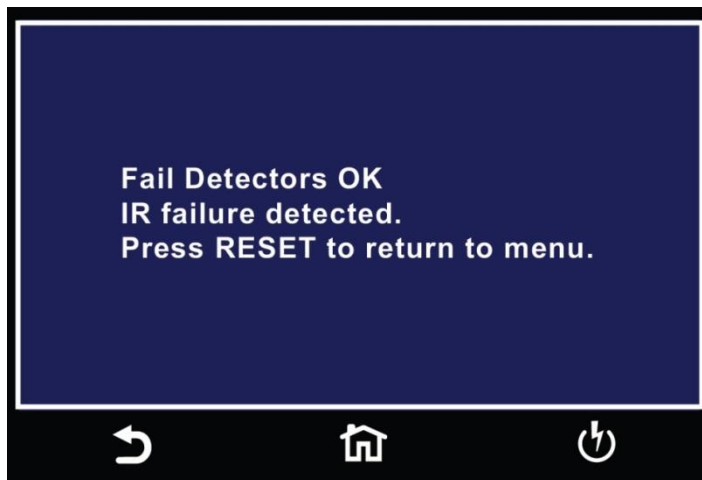 Fail Detectors OK
IR failure detected.
Press RESET to return to menu.